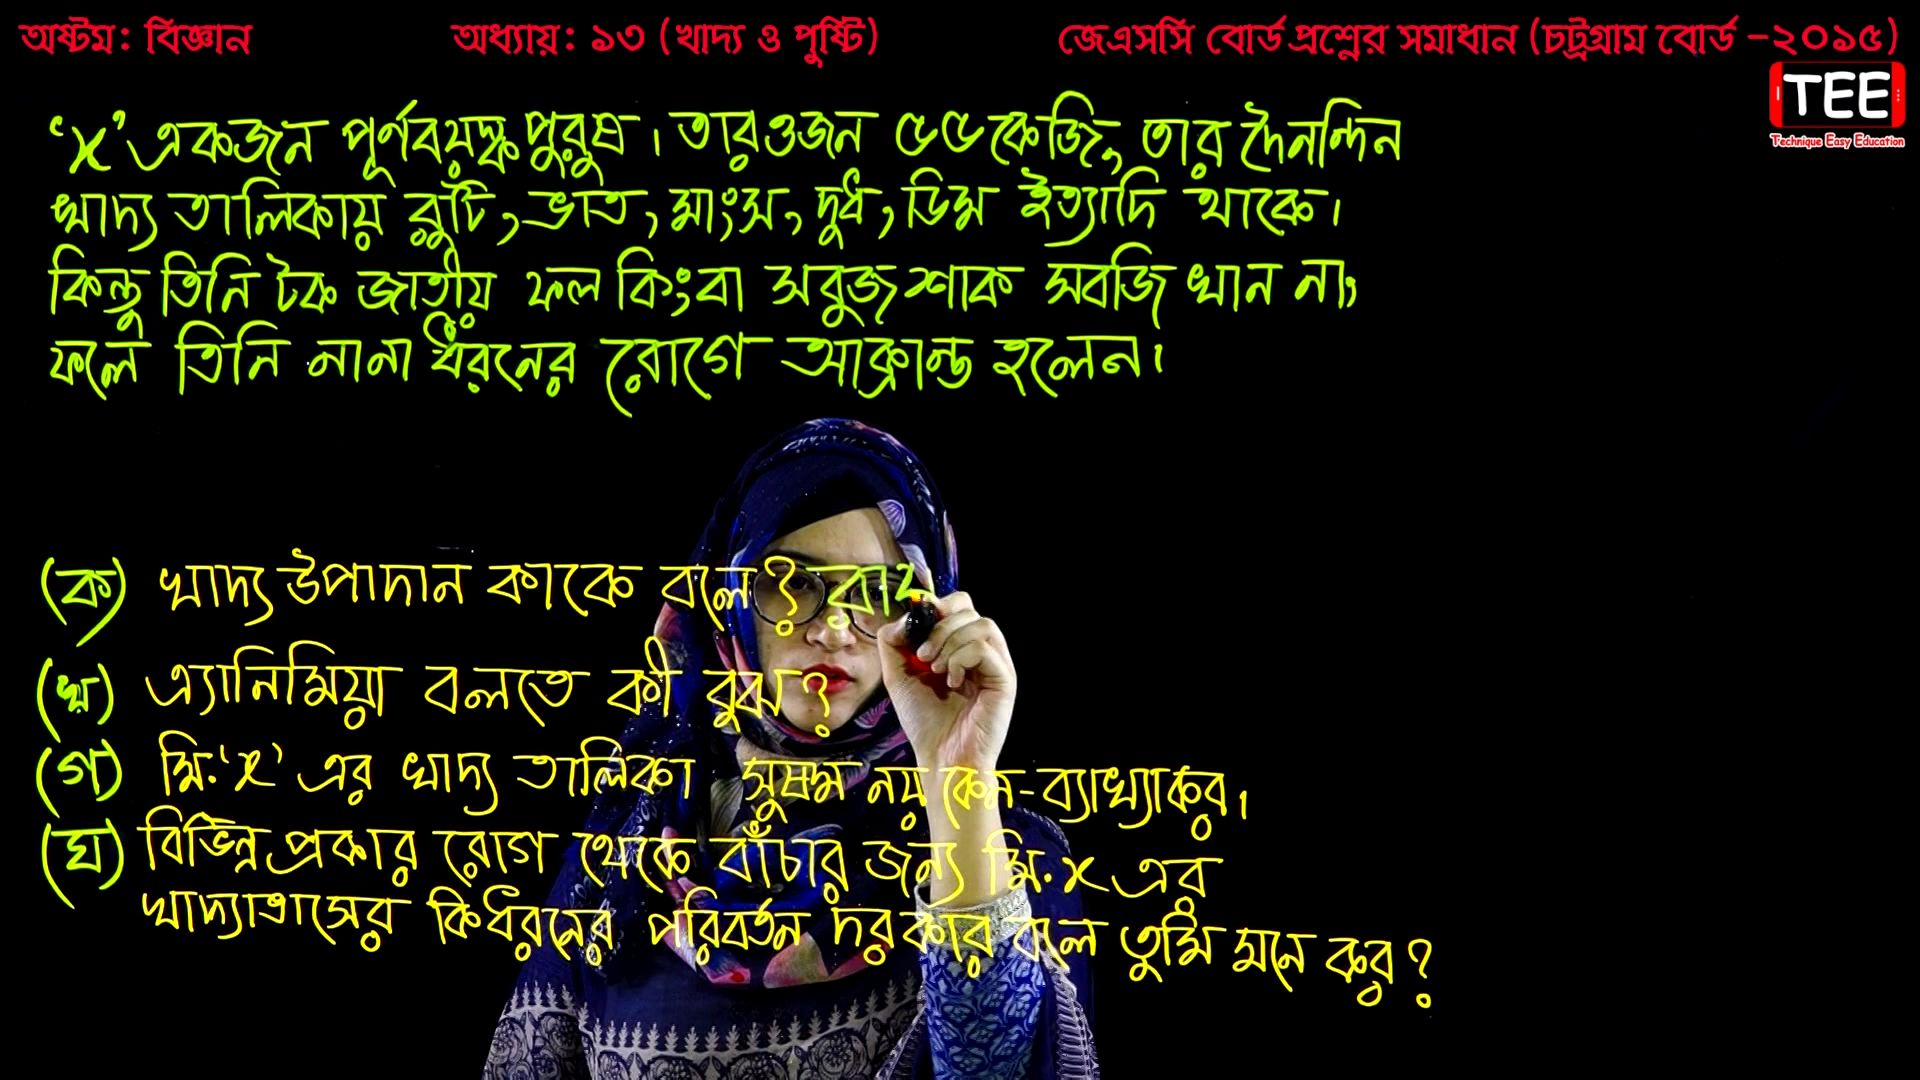 অষ্টম: বিজ্ঞান
অধ্যায়: ১৩ (খাদ্য ও পুষ্টি)
জেএসসি বোর্ড প্রশ্নের সমাধান (চট্রগ্রাম বোর্ড -২০১৫)
TEE
Technique Easy Education
'x' একজন পূর্ণবয়স্ক পুরুষ। তার ওজন ৫৫ কেজি, তার দৈনন্দিন
খাদ্য তালিকায় রুটি, ভাত, মাংস, দুধ, ডিম ইত্যাদি থাকে।
কিন্তু তিনি টক জাতীয় ফল কিংবা সবুজ শাক সবজি খান না,
ফলে তিনি নানা ধরনের রোগে আক্রান্ত হলেন।
(ক) খাদ্য উপাদান কাকে বলে?
(খ) এ্যানিমিয়া বলতে কী বুঝ?
(গ) মি. 'x' এর খাদ্য তালিকা সুষম নয় কেন-ব্যাখ্যা কর।
(ঘ) বিভিন্ন প্রকার রোগ থেকে বাঁচার জন্য মি. x এর
খাদ্যাভাসের কি ধরনের পরিবর্তন দরকার বলে তুমি মনে কর?